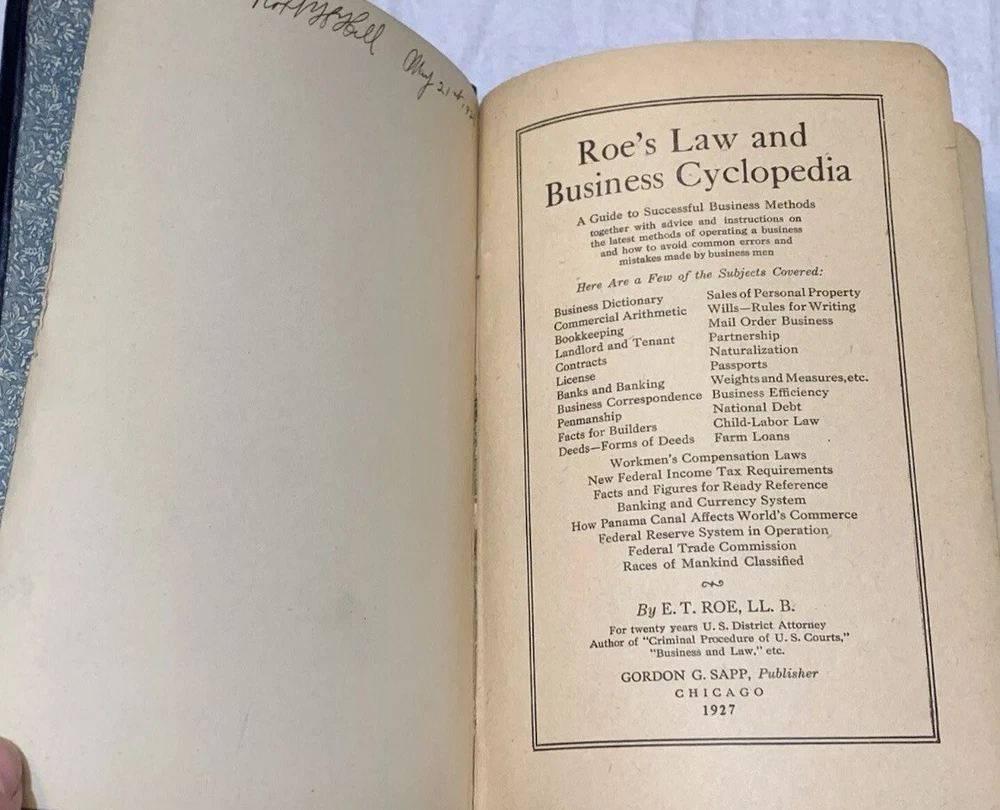 Hill
May 21st, 192
Roe's Law and
Business Cyclopedia
A Guide to Successful Business Methods
together with advice and instructions on
the latest methods of operating a business
and how to avoid common errors and
mistakes made by business men
Here Are a Few of the Subjects Covered:
Business Dictionary
Commercial Arithmetic
Bookkeeping
Landlord and Tenant
Contracts
License
Banks and Banking
Business Correspondence
Penmanship
Facts for Builders
Deeds—Forms of Deeds
Sales of Personal Property
Wills—Rules for Writing
Mail Order Business
Partnership
Naturalization
Passports
Weights and Measures, etc.
Business Efficiency
National Debt
Child-Labor Law
Farm Loans
Workmen's Compensation Laws
New Federal Income Tax Requirements
Facts and Figures for Ready Reference
Banking and Currency System
How Panama Canal Affects World's Commerce
Federal Reserve System in Operation
Federal Trade Commission
Races of Mankind Classified
By E. T. ROE, LL. B.
For twenty years U. S. District Attorney
Author of "Criminal Procedure of U. S. Courts,"
"Business and Law," etc.
GORDON G. SAPP, Publisher
CHICAGO
1927